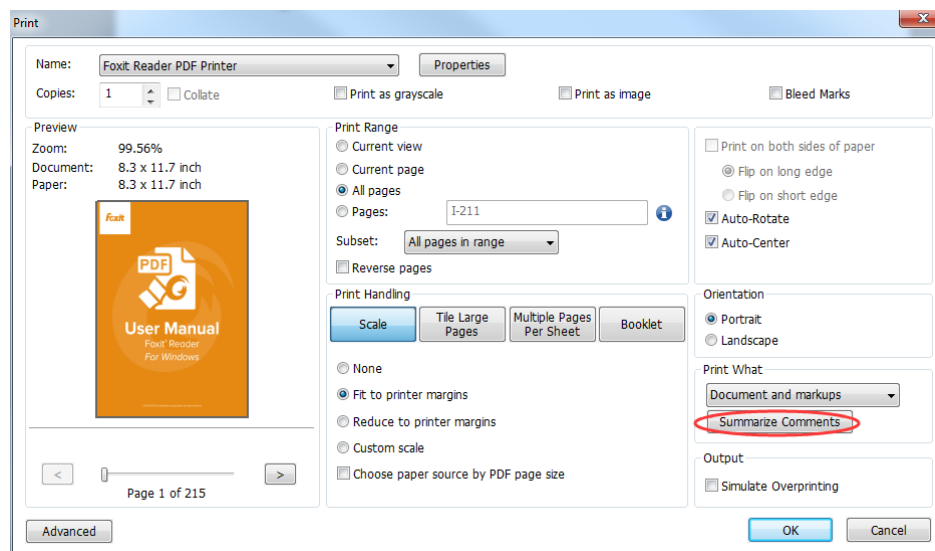 Print
x
Name: Foxit Reader PDF Printer Properties
Copies: 1 Collate Print as grayscale Print as image Bleed Marks
Preview
Zoom: 99.56%
Document: 8.3 x 11.7 inch
Paper: 8.3 x 11.7 inch
Foxit
PDF
User Manual
Foxit® Reader
For Windows
<
>
Page 1 of 215
Print Range
Current view
Current page
All pages
Pages: I-211
Subset: All pages in range
Reverse pages
Print on both sides of paper
Flip on long edge
Flip on short edge
Auto-Rotate
Auto-Center
Print Handling
Scale
Tile Large
Pages
Multiple Pages
Per Sheet
Booklet
None
Fit to printer margins
Reduce to printer margins
Custom scale
Choose paper source by PDF page size
Orientation
Portrait
Landscape
Print What
Document and markups
Summarize Comments
Output
Simulate Overprinting
Advanced
OK
Cancel